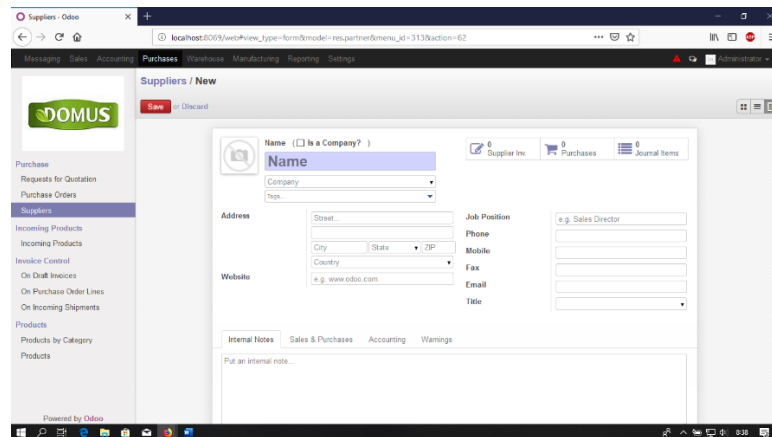 Suppliers - Odoo
localhost:8069/web#view_type=form&model=res.partner&menu_id=313&action=62
Messaging Sales Accounting Purchases Warehouse Manufacturing Reporting Settings Administrator
DOMUS
Suppliers / New
Save or Discard
Purchase
Requests for Quotation
Purchase Orders
Suppliers
Incoming Products
Incoming Products
Invoice Control
On Draft Invoices
On Purchase Order Lines
On Incoming Shipments
Products
Products by Category
Products
Powered by Odoo
Name ( Is a Company? )
Name
Company
Tags...
0 Supplier Inv.
0 Purchases
0 Journal Items
Address
Street...
City State ZIP
Country
Website
e.g. www.odoo.com
Job Position
e.g. Sales Director
Phone
Mobile
Fax
Email
Title
Internal Notes Sales & Purchases Accounting Warnings
Put an internal note...
8:38